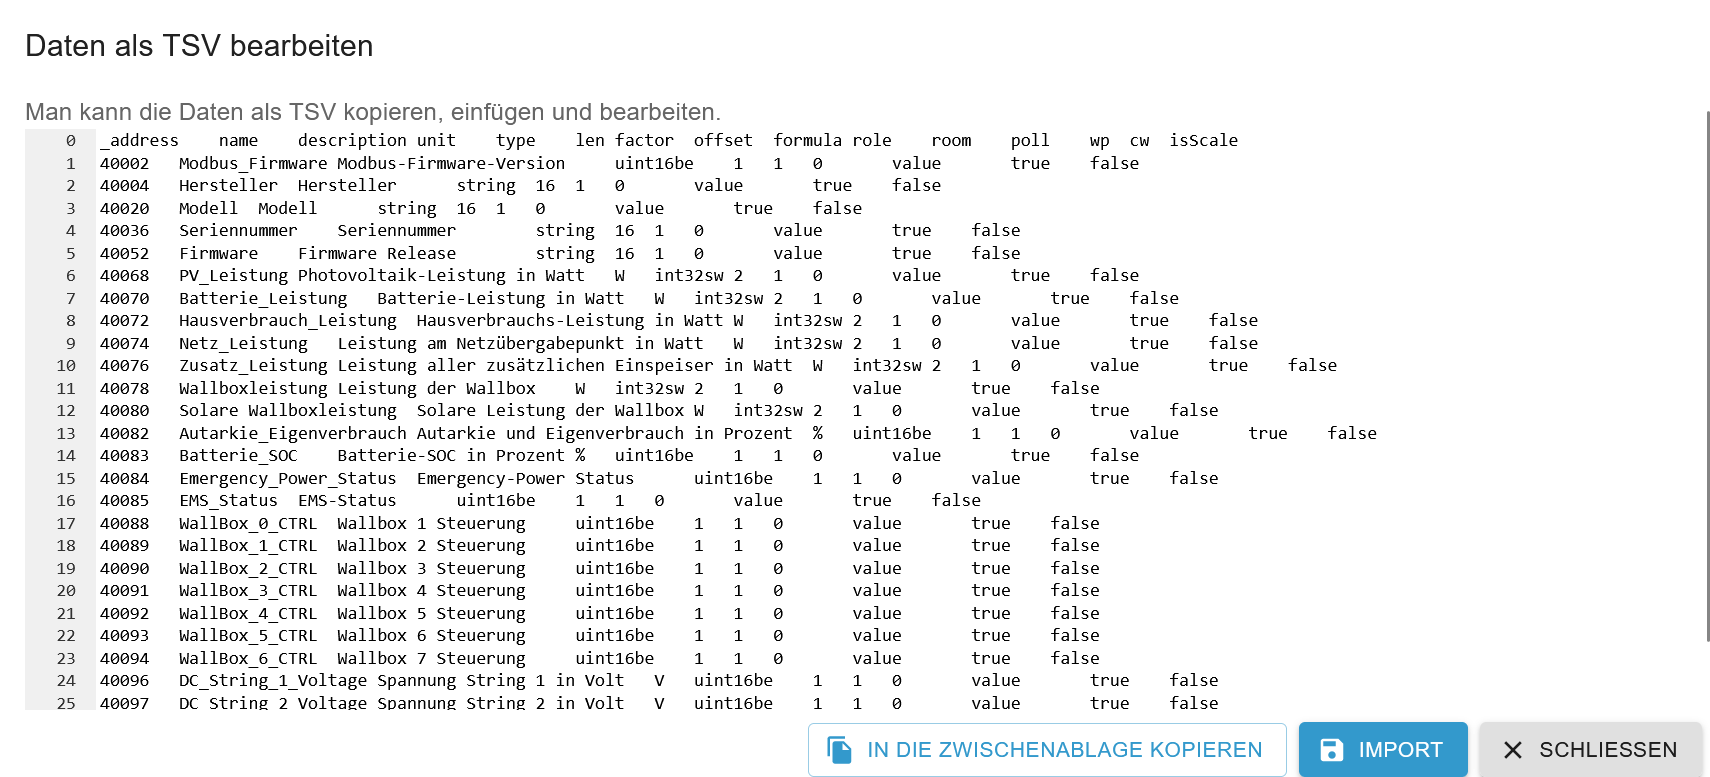 Daten als TSV bearbeiten
Man kann die Daten als TSV kopieren, einfügen und bearbeiten.
0 _address name description unit type len factor offset formula role room poll wp cw isScale
1 40002 Modbus_Firmware Modbus-Firmware-Version uint16be 1 1 0 value true false
2 40004 Hersteller Hersteller string 16 1 0 value true false
3 40020 Modell Modell string 16 1 0 value true false
4 40036 Seriennummer Seriennummer string 16 1 0 value true false
5 40052 Firmware Firmware Release string 16 1 0 value true false
6 40068 PV_Leistung Photovoltaik-Leistung in Watt W int32sw 2 1 0 value true false
7 40070 Batterie_Leistung Batterie-Leistung in Watt W int32sw 2 1 0 value true false
8 40072 Hausverbrauch_Leistung Hausverbrauchs-Leistung in Watt W int32sw 2 1 0 value true false
9 40074 Netz_Leistung Leistung am Netzübergabepunkt in Watt W int32sw 2 1 0 value true false
10 40076 Zusatz_Leistung Leistung aller zusätzlichen Einspeiser in Watt W int32sw 2 1 0 value true false
11 40078 Wallboxleistung Leistung der Wallbox W int32sw 2 1 0 value true false
12 40080 Solare Wallboxleistung Solare Leistung der Wallbox W int32sw 2 1 0 value true false
13 40082 Autarkie_Eigenverbrauch Autarkie und Eigenverbrauch in Prozent % uint16be 1 1 0 value true false
14 40083 Batterie_SOC Batterie-SOC in Prozent % uint16be 1 1 0 value true false
15 40084 Emergency_Power_Status Emergency-Power Status uint16be 1 1 0 value true false
16 40085 EMS_Status EMS-Status uint16be 1 1 0 value true false
17 40088 WallBox_0_CTRL Wallbox 1 Steuerung uint16be 1 1 0 value true false
18 40089 WallBox_1_CTRL Wallbox 2 Steuerung uint16be 1 1 0 value true false
19 40090 WallBox_2_CTRL Wallbox 3 Steuerung uint16be 1 1 0 value true false
20 40091 WallBox_3_CTRL Wallbox 4 Steuerung uint16be 1 1 0 value true false
21 40092 WallBox_4_CTRL Wallbox 5 Steuerung uint16be 1 1 0 value true false
22 40093 WallBox_5_CTRL Wallbox 6 Steuerung uint16be 1 1 0 value true false
23 40094 WallBox_6_CTRL Wallbox 7 Steuerung uint16be 1 1 0 value true false
24 40096 DC_String_1_Voltage Spannung String 1 in Volt V uint16be 1 1 0 value true false
25 40097 DC_String_2_Voltage Spannung String 2 in Volt V uint16be 1 1 0 value true false
IN DIE ZWISCHENABLAGE KOPIEREN IMPORT SCHLIESSEN